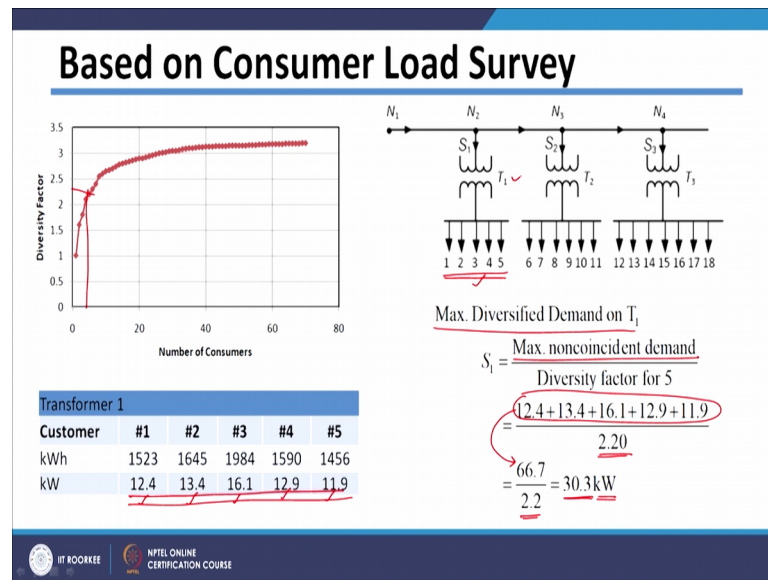 Based on Consumer Load Survey
3.5
3
2.5
2
1.5
1
0.5
0
Diversity Factor
0 20 40 60 80
Number of Consumers
N₁ N₂ N₃ N₄
S₁ S₂ S₃
T₁ T₂ T₃
1 2 3 4 5 6 7 8 9 10 11 12 13 14 15 16 17 18
Max. Diversified Demand on T₁
S₁ = Max. noncoincident demand
Diversity factor for 5
= 12.4+13.4+16.1+12.9+11.9
2.20
= 66.7
2.2
= 30.3kW
Transformer 1
Customer #1 #2 #3 #4 #5
kWh 1523 1645 1984 1590 1456
kW 12.4 13.4 16.1 12.9 11.9
IIT ROORKEE
NPTEL ONLINE
CERTIFICATION COURSE